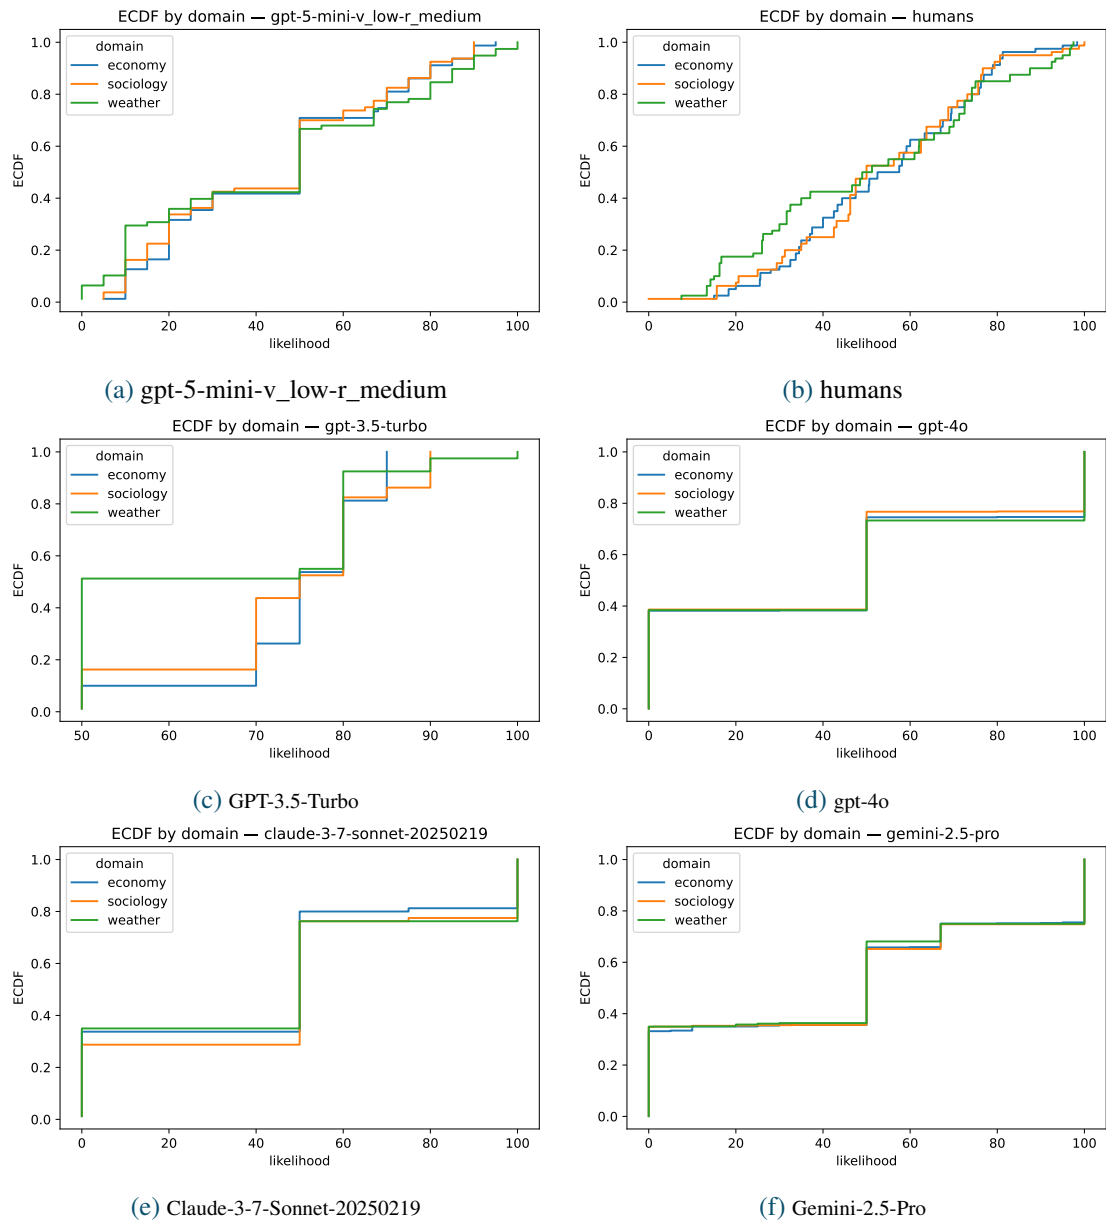 ECDF by domain — gpt-5-mini-v_low-r_medium
domain
economy
sociology
weather
ECDF
1.0
0.8
0.6
0.4
0.2
0.0
0 20 40 60 80 100
likelihood
(a) gpt-5-mini-v_low-r_medium
ECDF by domain — humans
domain
economy
sociology
weather
ECDF
1.0
0.8
0.6
0.4
0.2
0.0
0 20 40 60 80 100
likelihood
(b) humans
ECDF by domain — gpt-3.5-turbo
domain
economy
sociology
weather
ECDF
1.0
0.8
0.6
0.4
0.2
0.0
50 60 70 80 90 100
likelihood
(c) GPT-3.5-Turbo
ECDF by domain — gpt-4o
domain
economy
sociology
weather
ECDF
1.0
0.8
0.6
0.4
0.2
0.0
0 20 40 60 80 100
likelihood
(d) gpt-4o
ECDF by domain — claude-3-7-sonnet-20250219
domain
economy
sociology
weather
ECDF
1.0
0.8
0.6
0.4
0.2
0.0
0 20 40 60 80 100
likelihood
(e) Claude-3-7-Sonnet-20250219
ECDF by domain — gemini-2.5-pro
domain
economy
sociology
weather
ECDF
1.0
0.8
0.6
0.4
0.2
0.0
0 20 40 60 80 100
likelihood
(f) Gemini-2.5-Pro